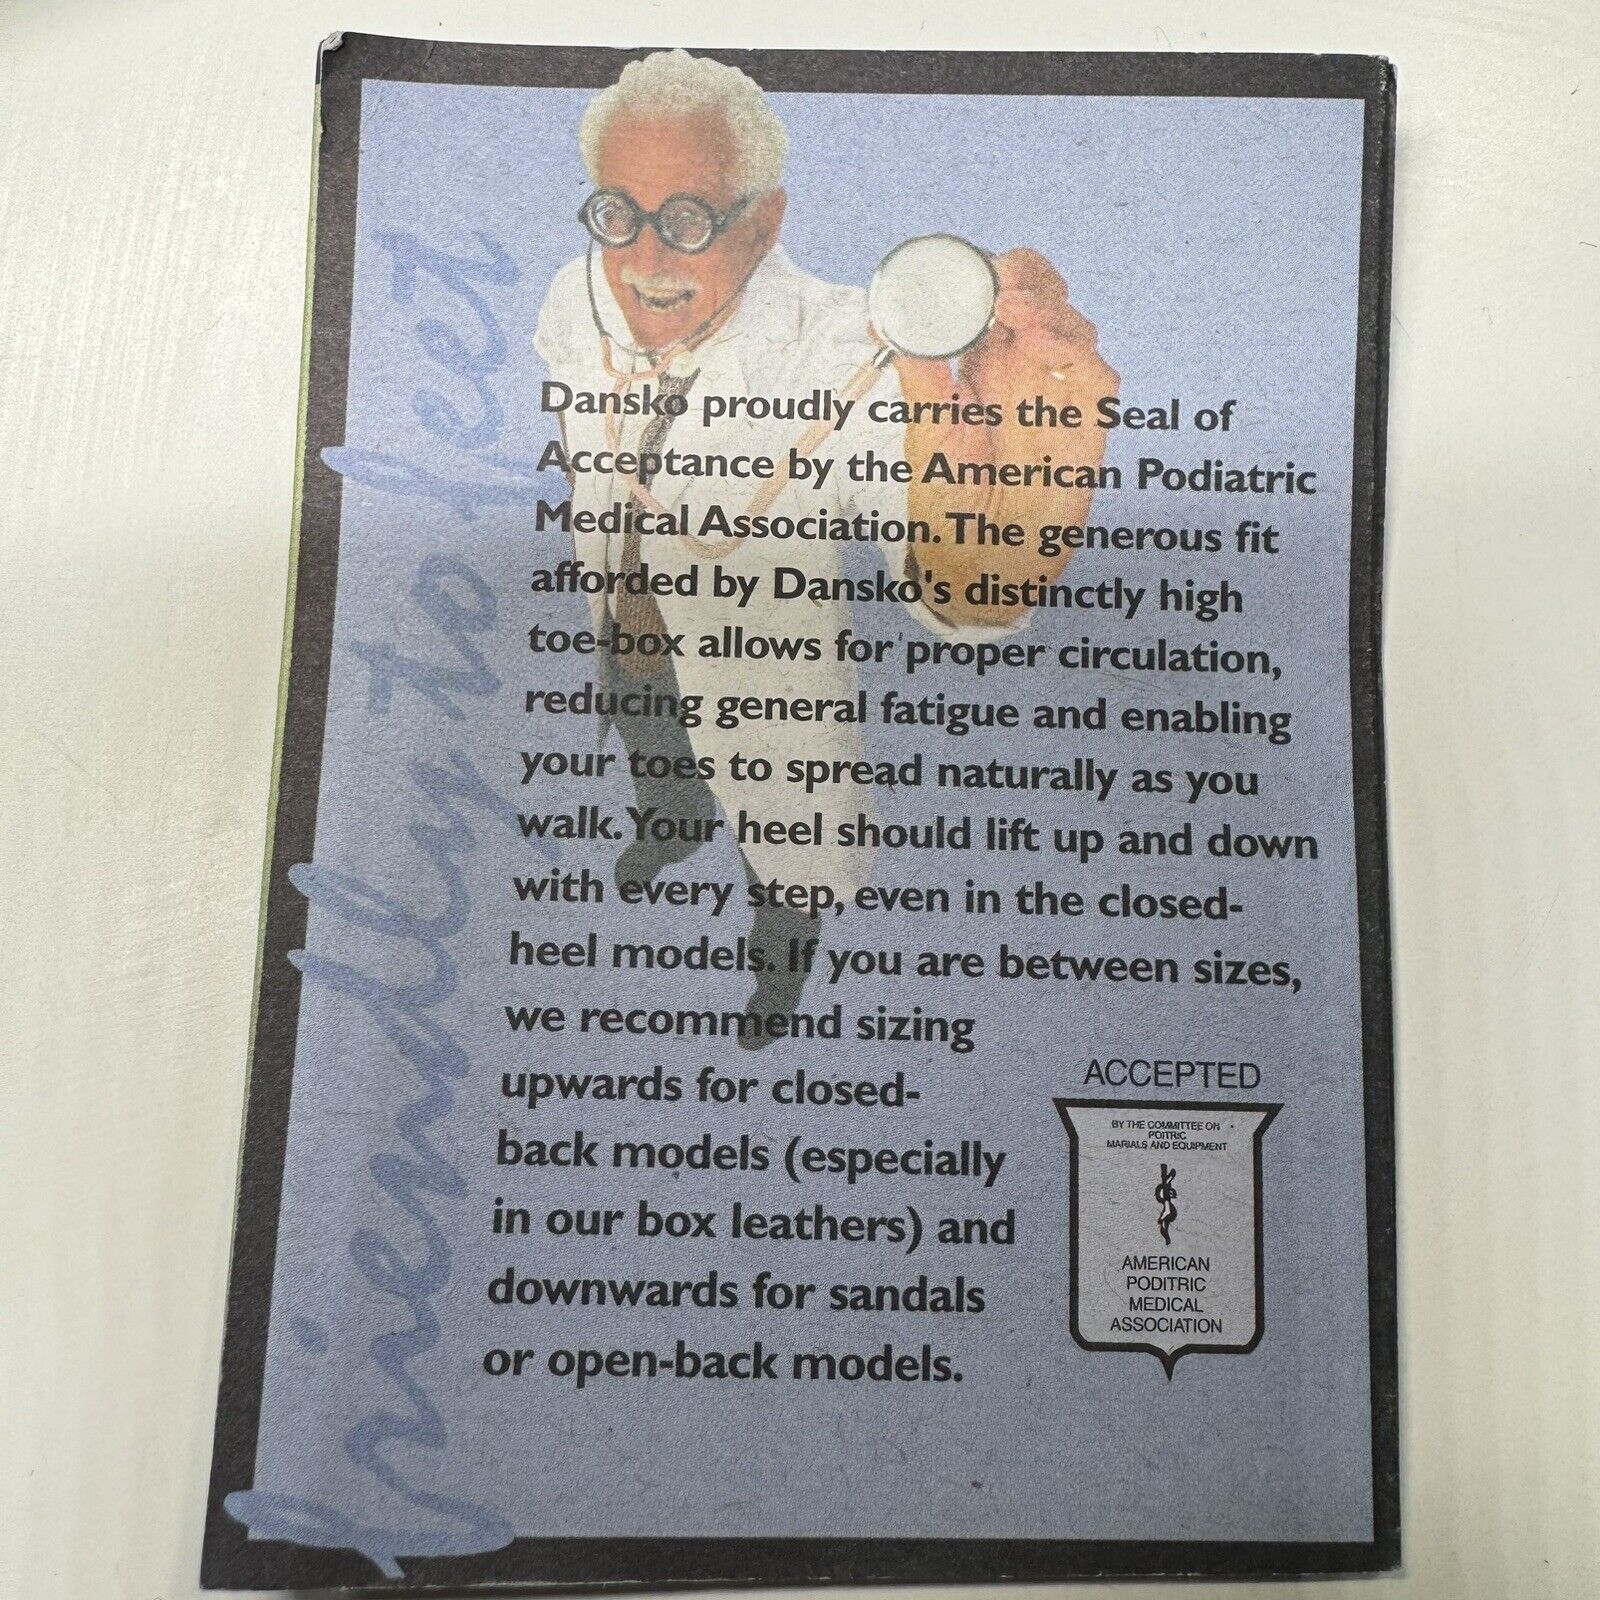 friendly to feet
Dansko proudly carries the Seal of
Acceptance by the American Podiatric
Medical Association. The generous fit
afforded by Dansko's distinctly high
toe-box allows for proper circulation,
reducing general fatigue and enabling
your toes to spread naturally as you
walk. Your heel should lift up and down
with every step, even in the closed-
heel models. If you are between sizes,
we recommend sizing
upwards for closed-
back models (especially
in our box leathers) and
downwards for sandals
or open-back models.
ACCEPTED
BY THE COMMITTEE ON
POITRIC
MARIALS AND EQUIPMENT
AMERICAN
PODITRIC
MEDICAL
ASSOCIATION